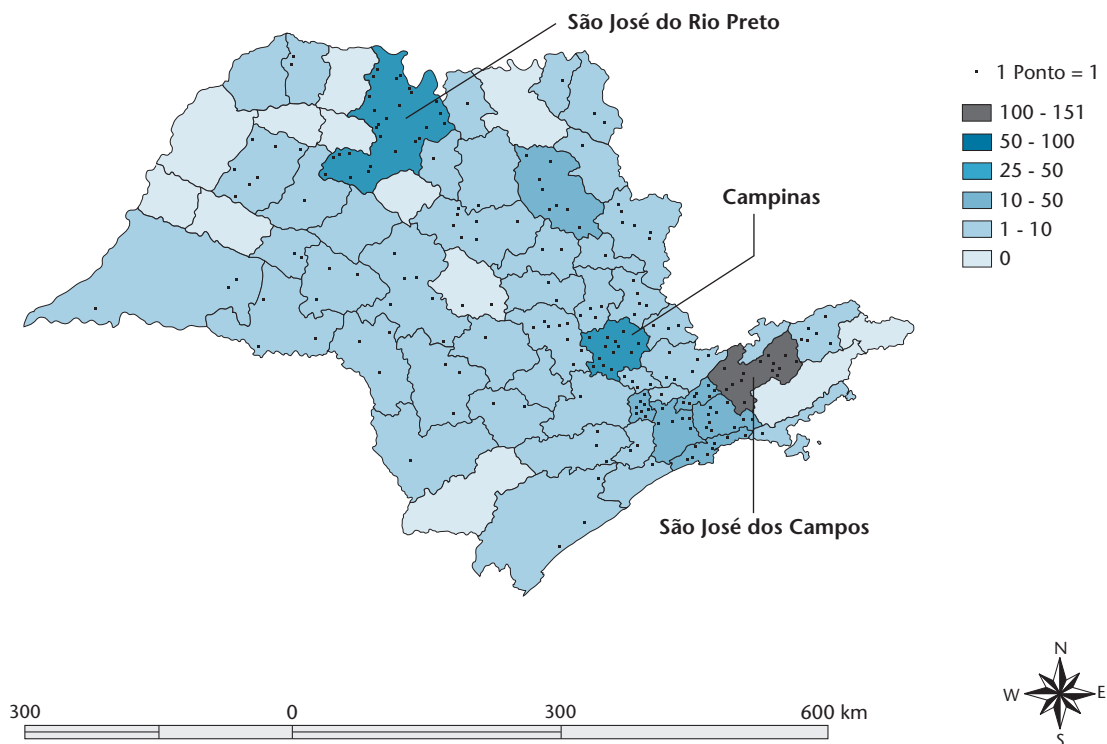 São José do Rio Preto
1 Ponto = 1
100 - 151
50 - 100
25 - 50
10 - 50
1 - 10
0
Campinas
São José dos Campos
N
W E
S
300 0 300 600 km